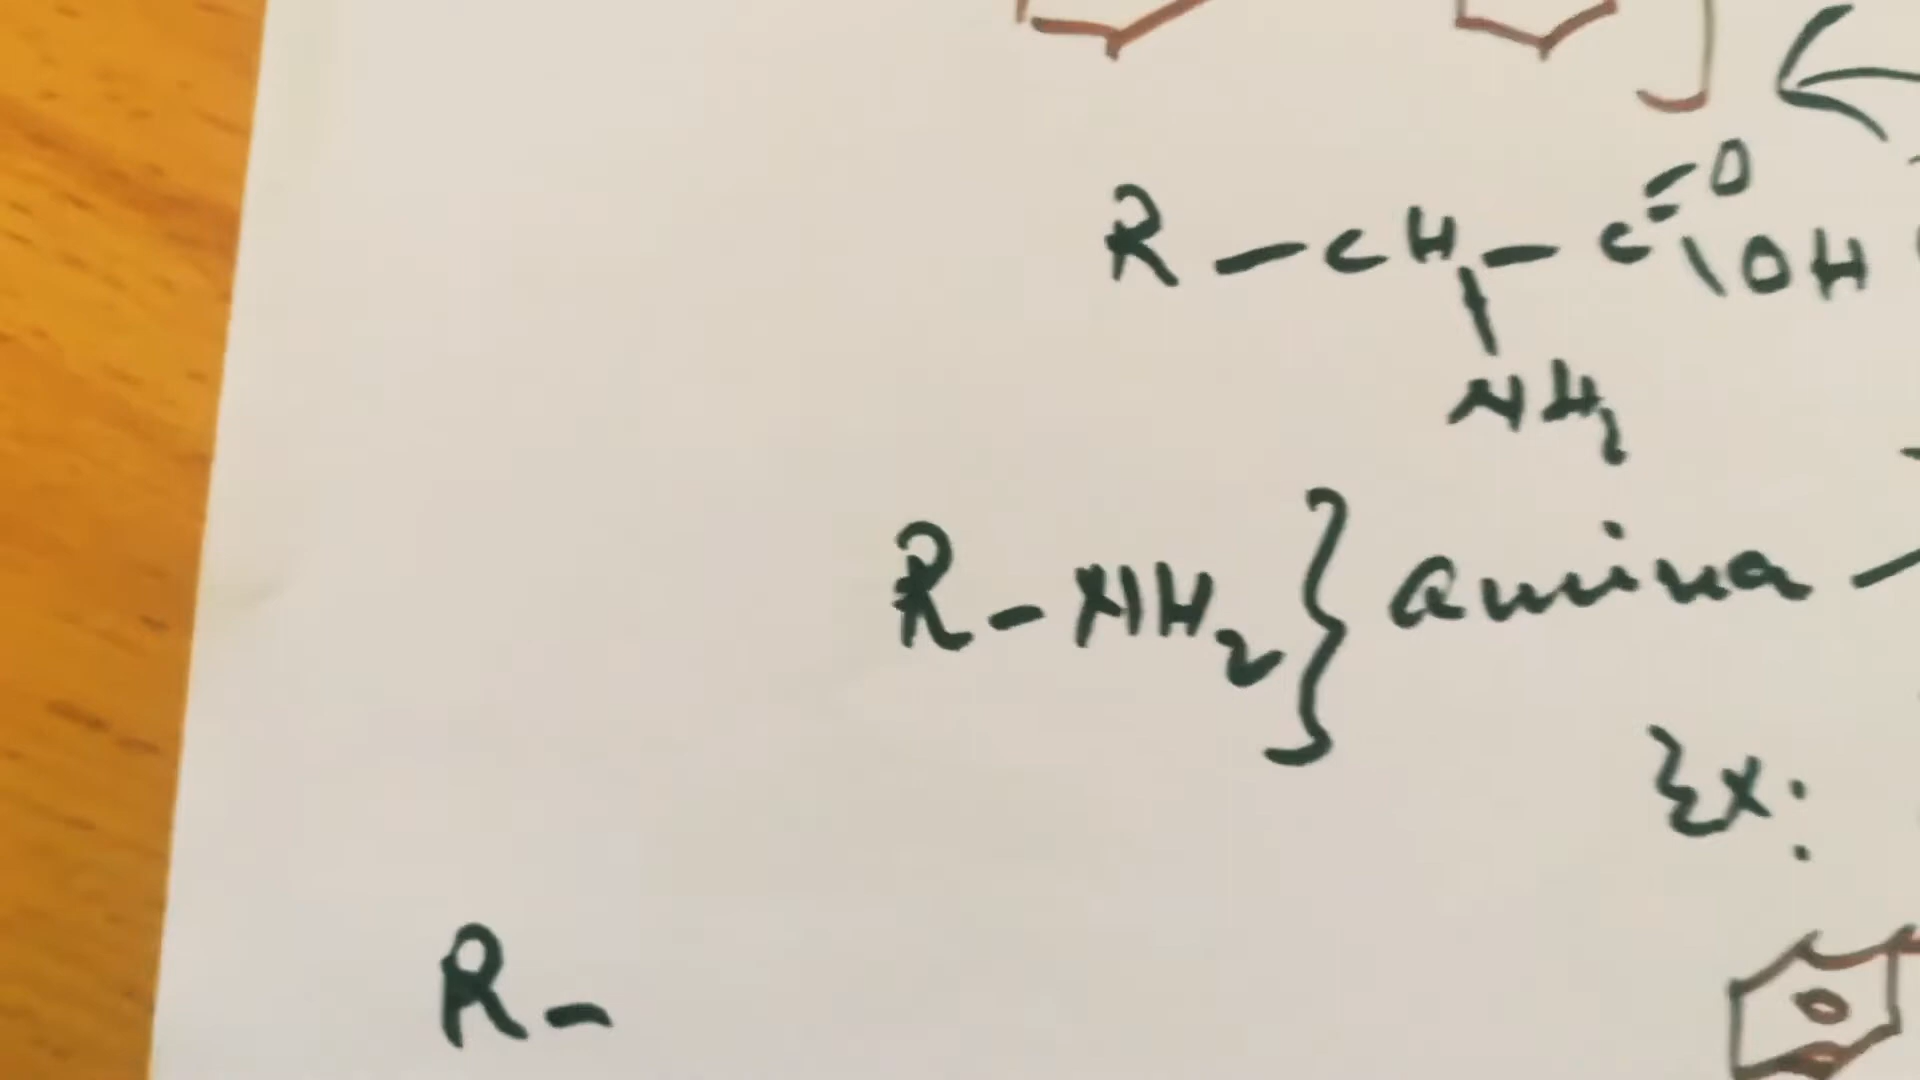 R - CH - C = O \ OH
NH2
R - NH2 } amina -
Ex:
R -